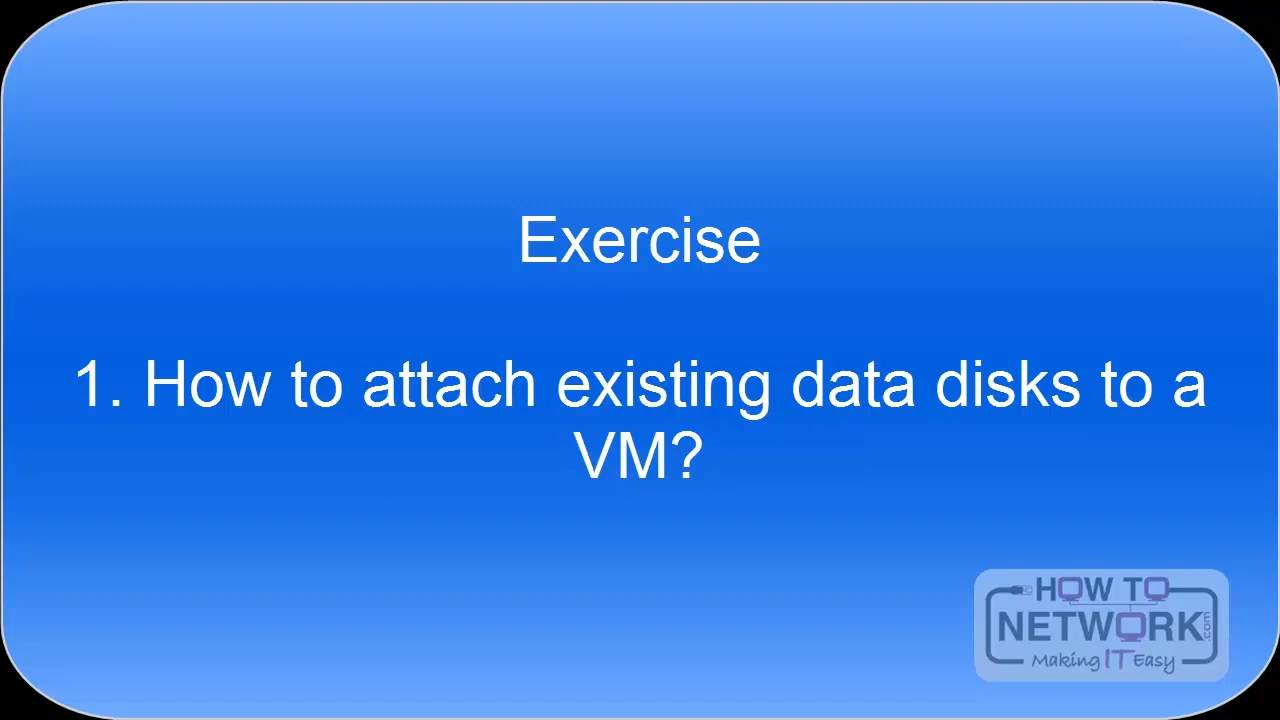 Exercise
1. How to attach existing data disks to a
VM?
HOW TO
NETWORK.com
Making IT Easy